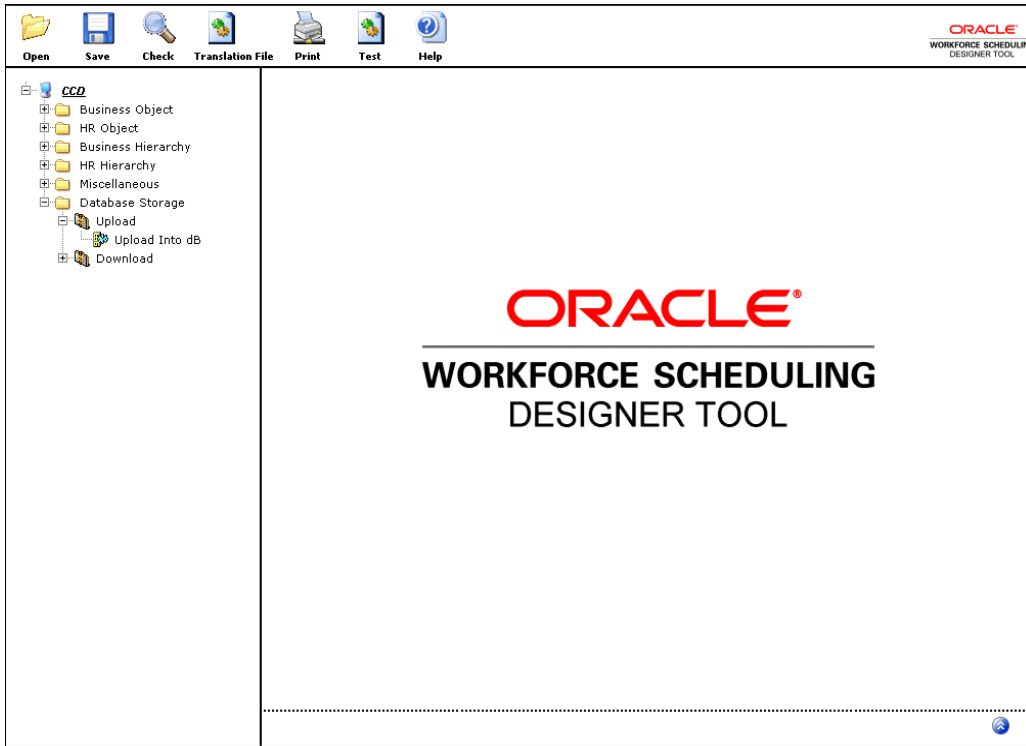 Open Save Check Translation File Print Test Help
ORACLE
WORKFORCE SCHEDULIN
DESIGNER TOOL
CCD
Business Object
HR Object
Business Hierarchy
HR Hierarchy
Miscellaneous
Database Storage
Upload
Upload Into dB
Download
ORACLE®
WORKFORCE SCHEDULING
DESIGNER TOOL